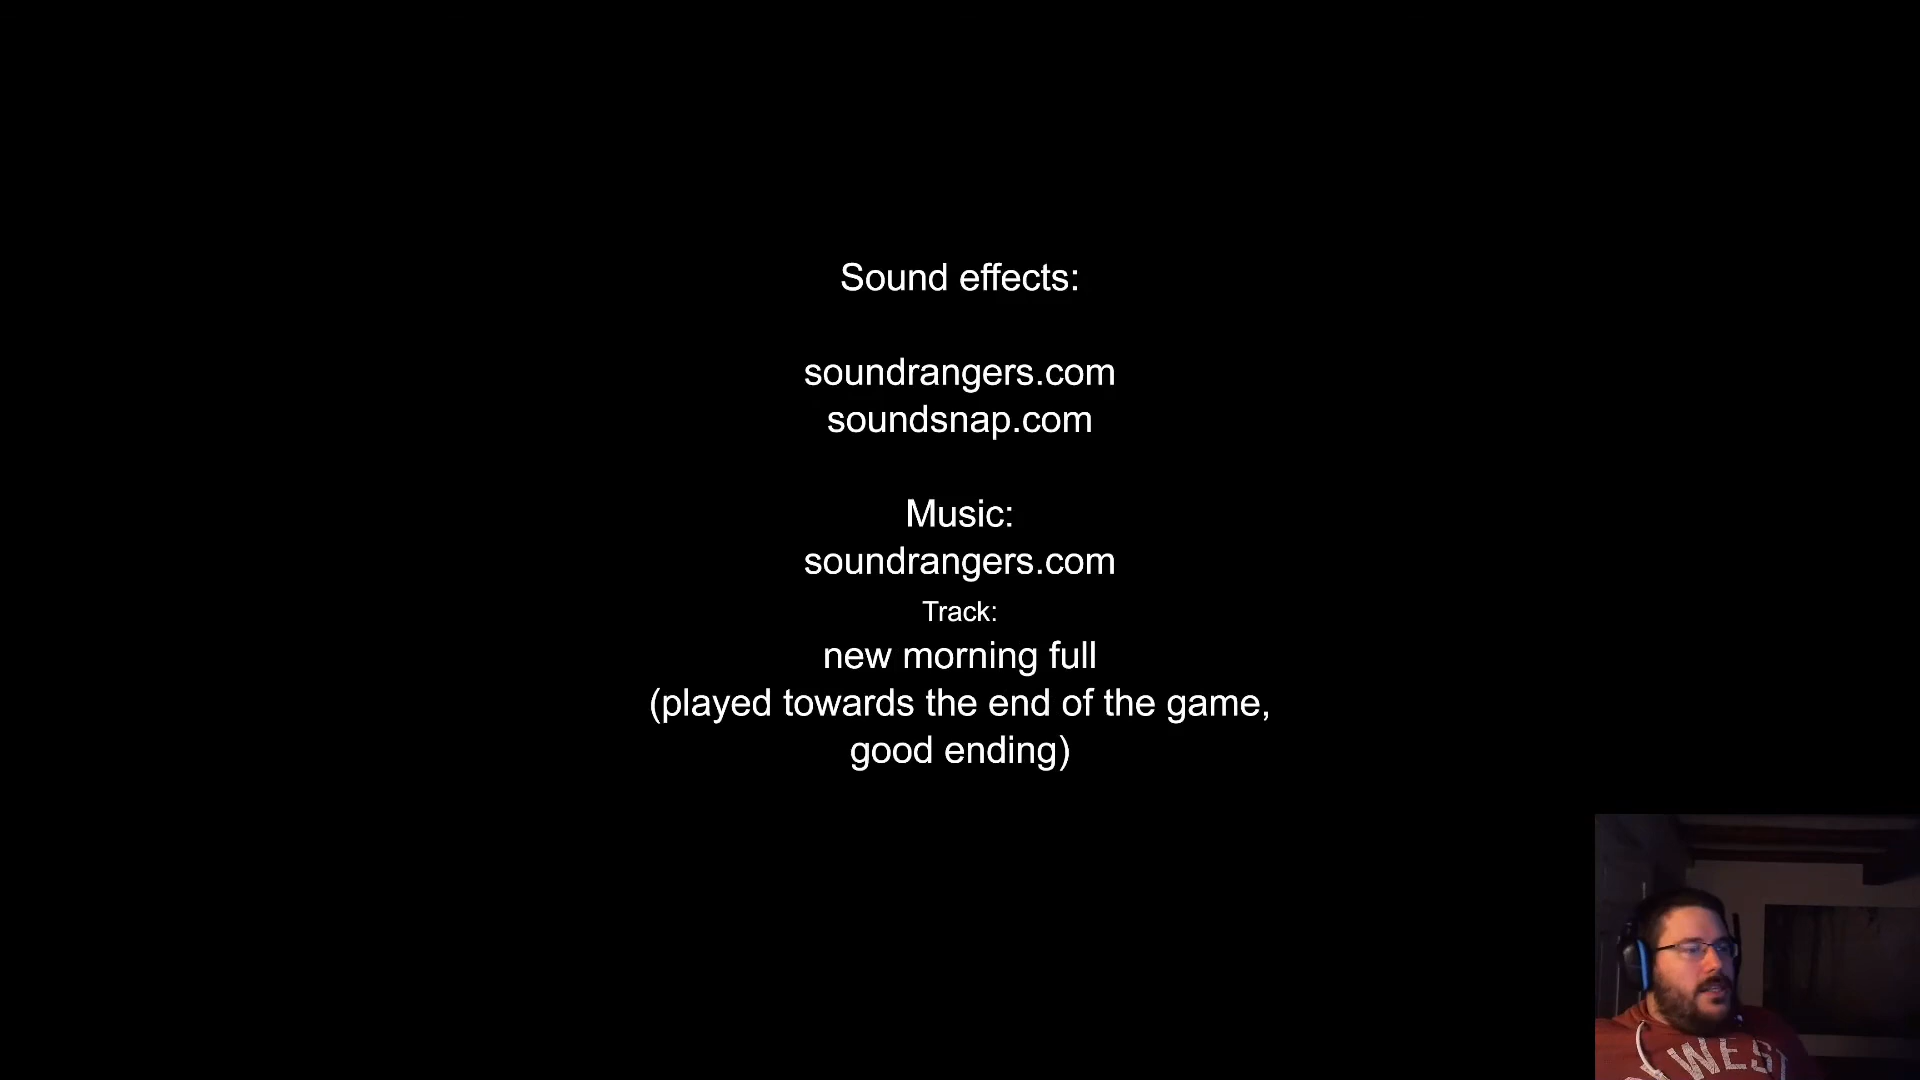 Sound effects:
soundrangers.com
soundsnap.com
Music:
soundrangers.com
Track:
new morning full
(played towards the end of the game,
good ending)
WEST